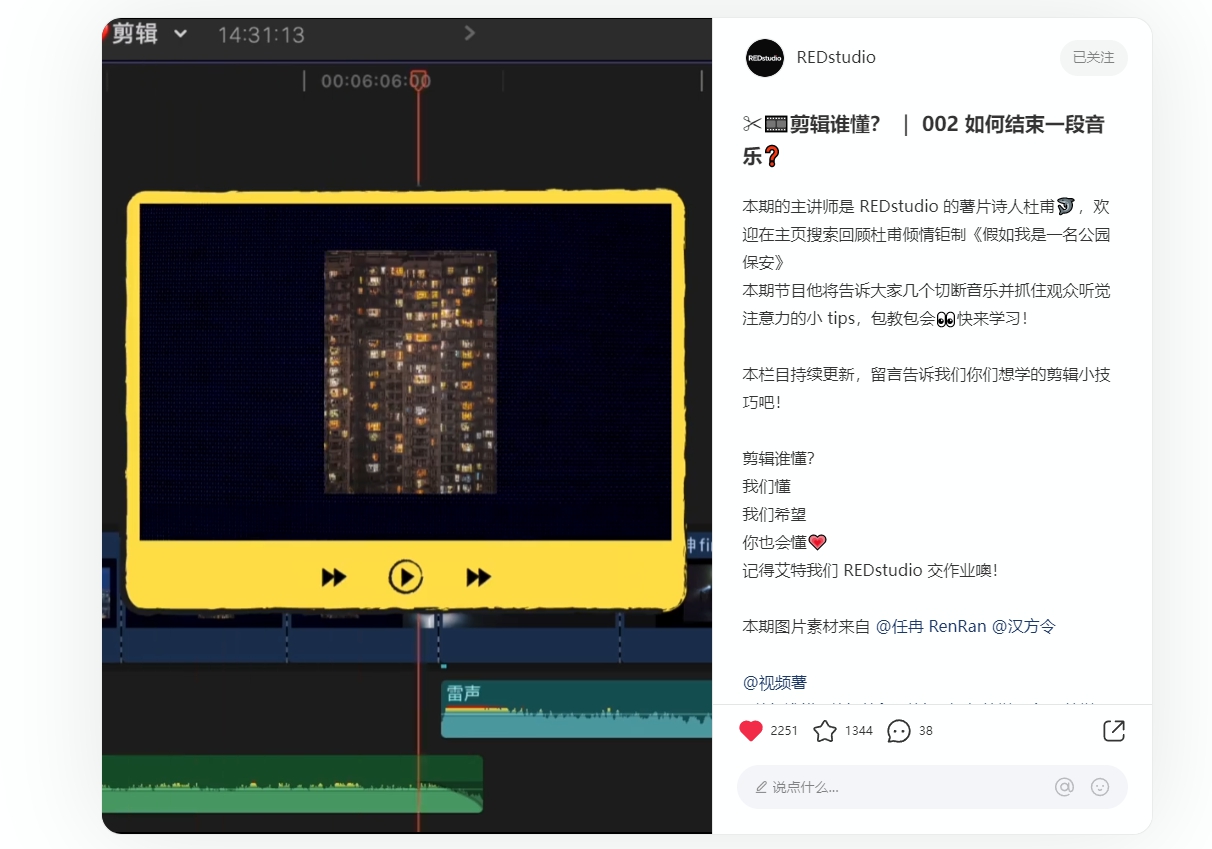 剪辑 14:31:13
00:06:06:00
雷声
REDstudio
REDstudio
已关注
✂️🎞️剪辑谁懂? | 002 如何结束一段音
乐❓
本期的主讲师是 REDstudio 的薯片诗人杜甫🌪️,欢
迎在主页搜索回顾杜甫倾情钜制《假如我是一名公园
保安》
本期节目他将告诉大家几个切断音乐并抓住观众听觉
注意力的小 tips,包教包会👀快来学习!
本栏目持续更新,留言告诉我们你们想学的剪辑小技
巧吧!
剪辑谁懂?
我们懂
我们希望
你也会懂💗
记得艾特我们 REDstudio 交作业噢!
本期图片素材来自 @任冉 RenRan @汉方令
@视频薯
2251 1344 38
说点什么...